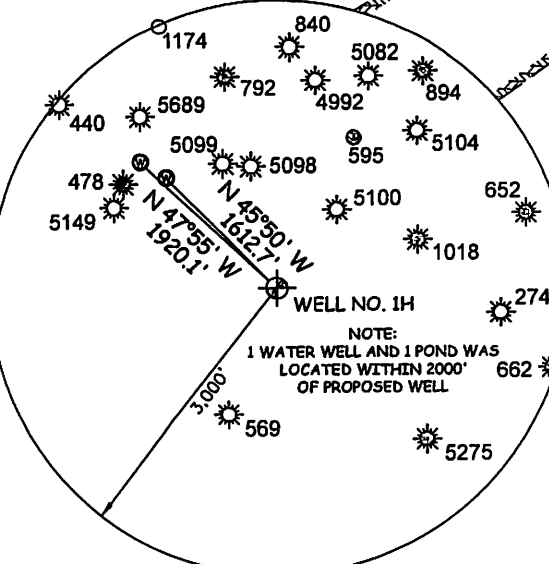 840
1174
5082
792
4992
894
440
5689
5104
5099
5098
595
478
652
5149
5100
1018
W
W
N 45°50' W
1612.7'
N 47°55' W
1920.1'
WELL NO. 1H
274
NOTE:
1 WATER WELL AND 1 POND WAS
LOCATED WITHIN 2000'
OF PROPOSED WELL
662
3,000'
569
5275